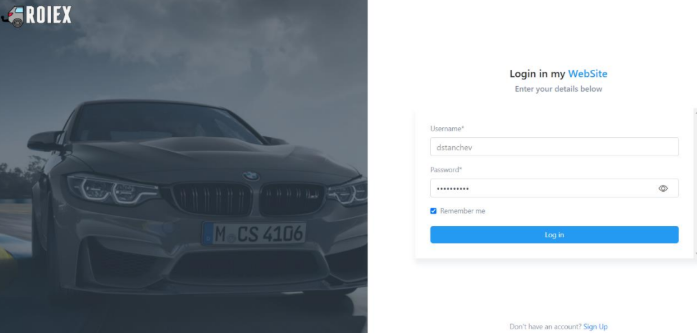 ROIEX
M CS 4106
Login in my WebSite
Enter your details below
Username*
dstanchev
Password*
••••••••••
Remember me
Log in
Don't have an account? Sign Up